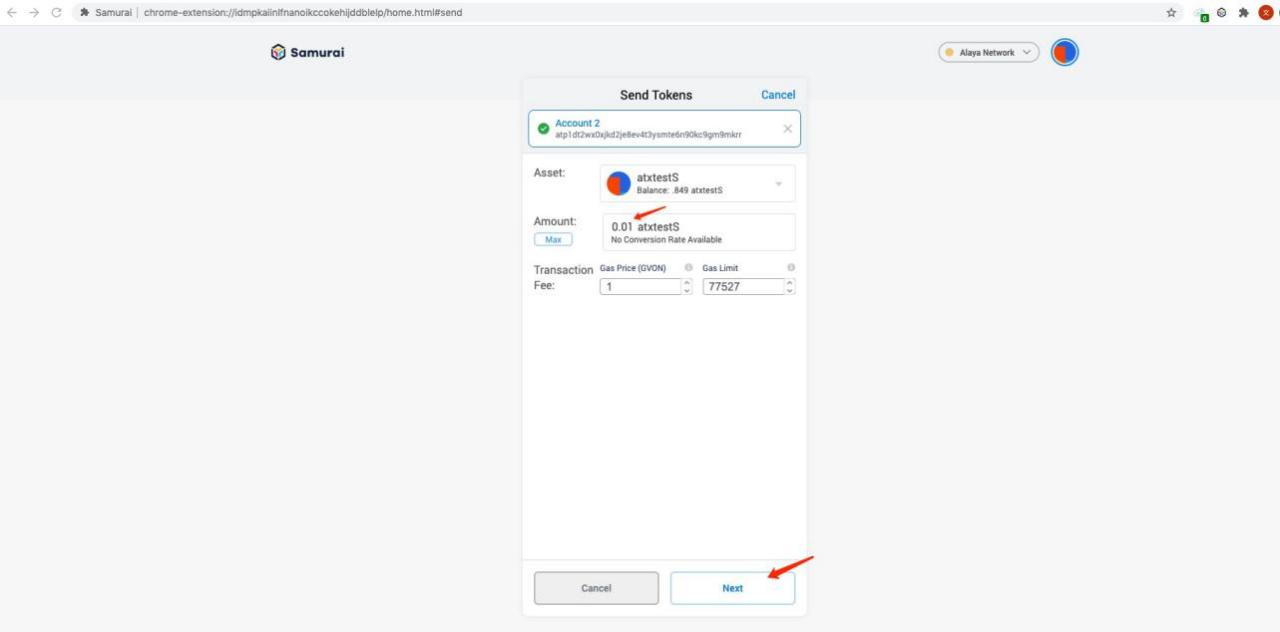 Samurai | chrome-extension://idmpkaiinlfnanoikccokehijddblelp/home.html#send
Samurai
Alaya Network
Send Tokens
Cancel
Account 2
atp1dt2wx0xjkd2je8ev4t3ysmte6n90kc9gm9mkrr
Asset:
atxtestS
Balance: .849 atxtestS
Amount:
0.01 atxtestS
Max
No Conversion Rate Available
Transaction Fee:
Gas Price (GVON)
Gas Limit
1
77527
Cancel
Next